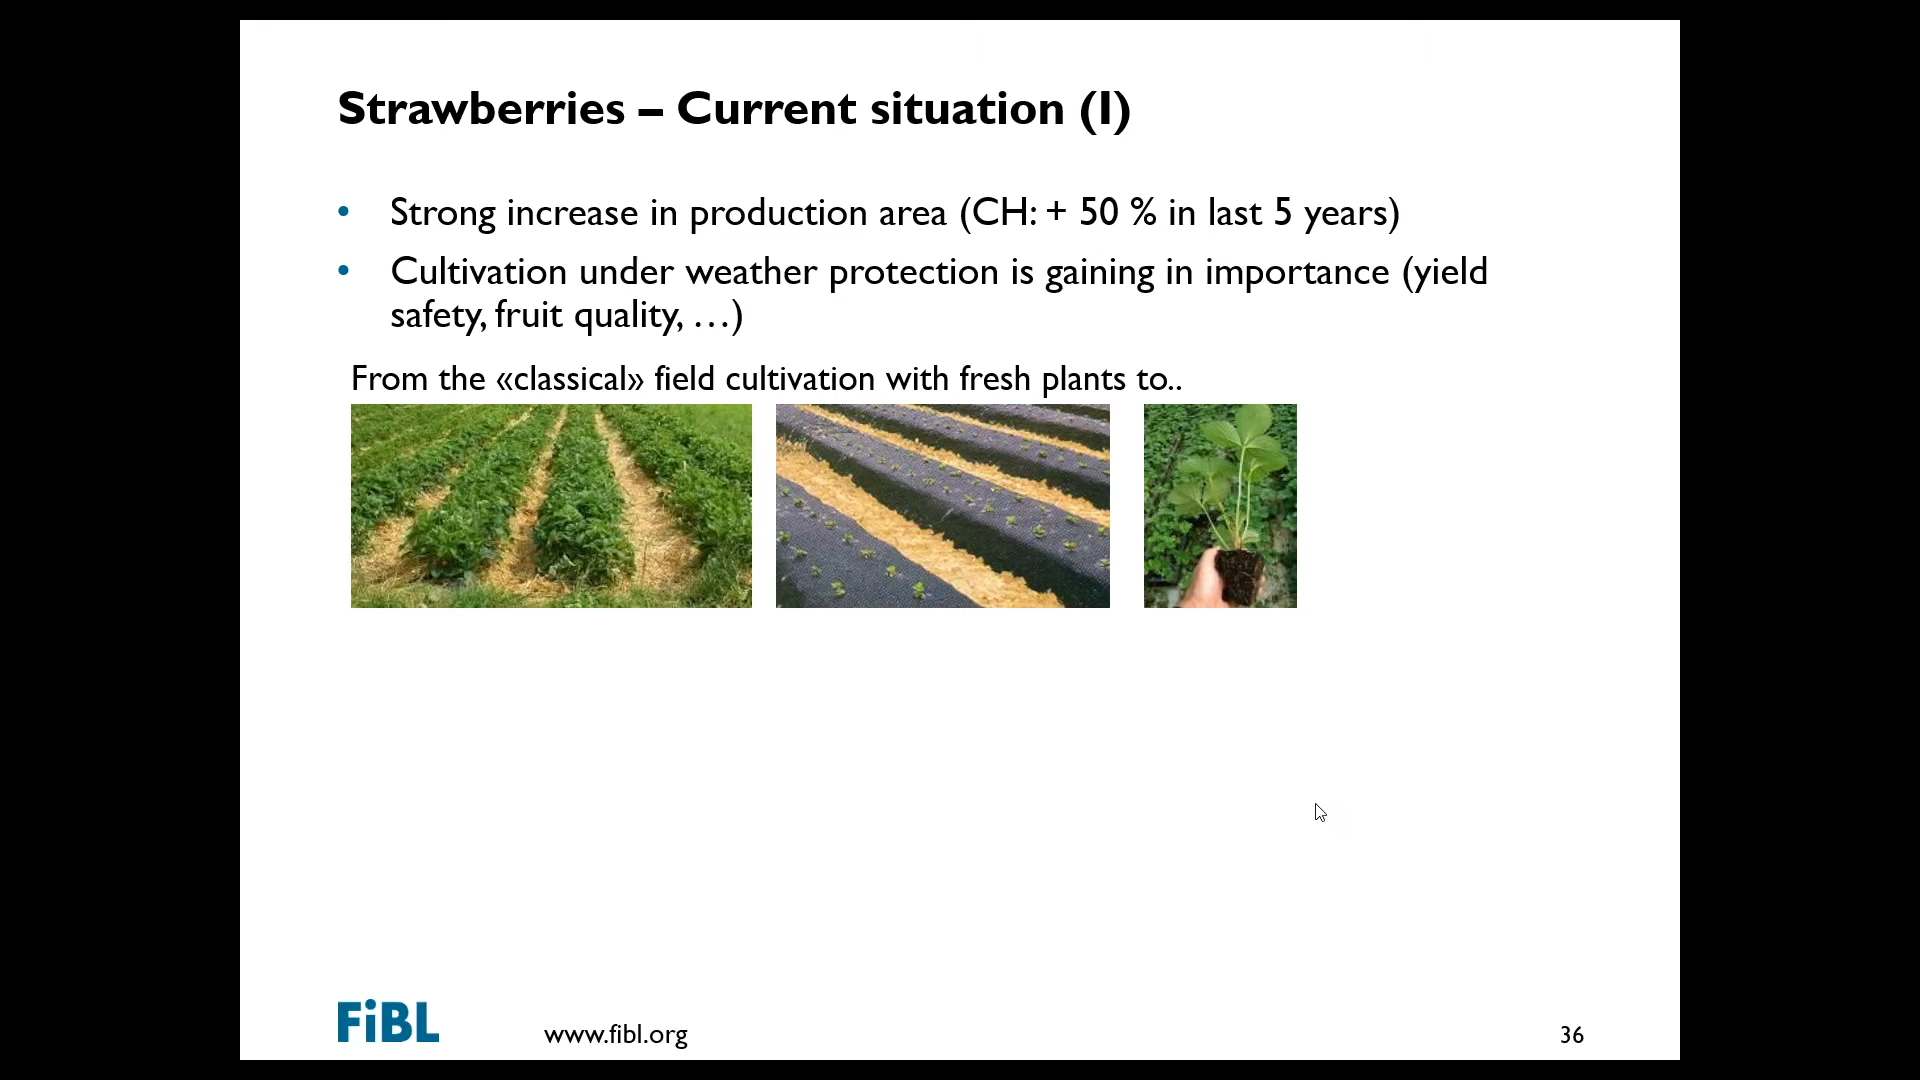 Strawberries – Current situation (I)
• Strong increase in production area (CH: + 50 % in last 5 years)
• Cultivation under weather protection is gaining in importance (yield
safety, fruit quality, …)
From the «classical» field cultivation with fresh plants to..
FiBL
www.fibl.org
36